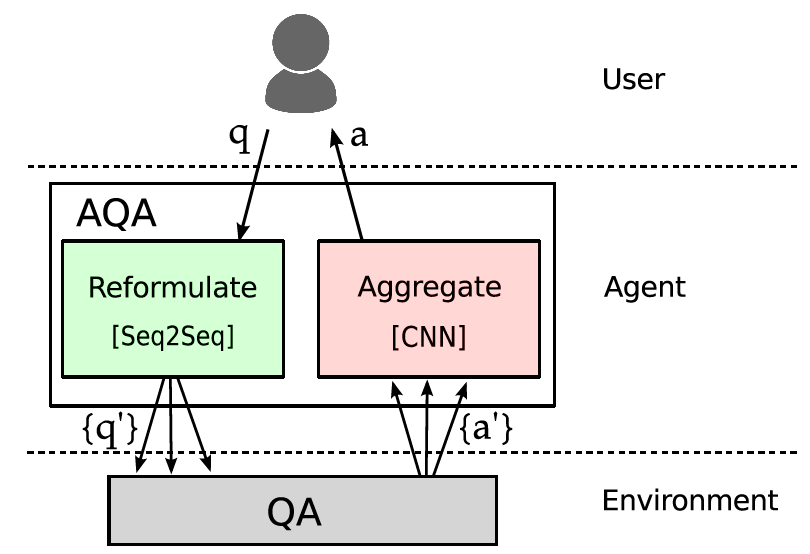 User
q
a
AQA
Reformulate
[Seq2Seq]
Aggregate
[CNN]
Agent
{q'}
{a'}
QA
Environment